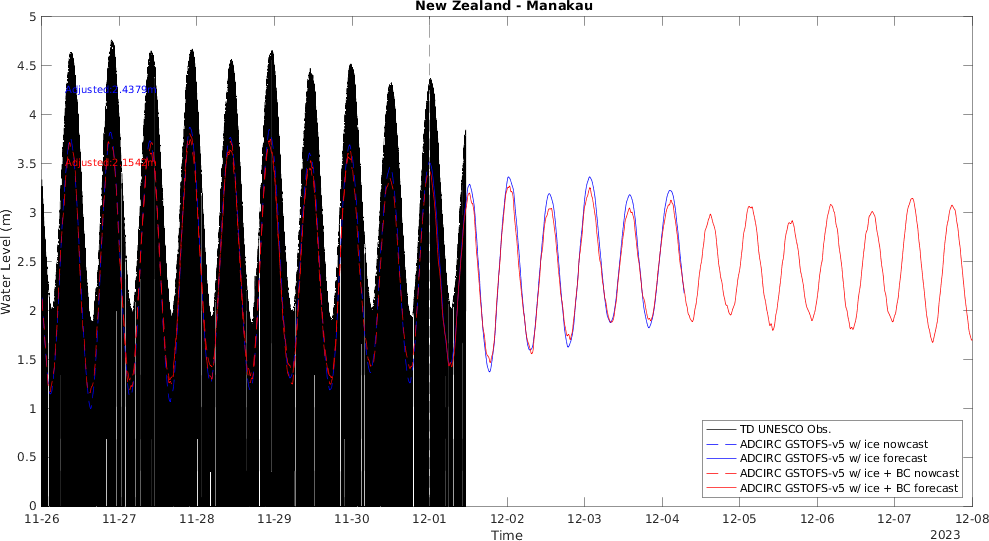 New Zealand - Manakau
5
4.5
4
3.5
3
2.5
2
1.5
1
0.5
0
Water Level (m)
Adjusted:2.4379m
TD UNESCO Obs.
ADCIRC GSTOFS-v5 w/ ice nowcast
ADCIRC GSTOFS-v5 w/ ice forecast
ADCIRC GSTOFS-v5 w/ ice + BC nowcast
ADCIRC GSTOFS-v5 w/ ice + BC forecast
11-26 11-27 11-28 11-29 11-30 12-01 12-02 12-03 12-04 12-05 12-06 12-07 12-08
Time
2023